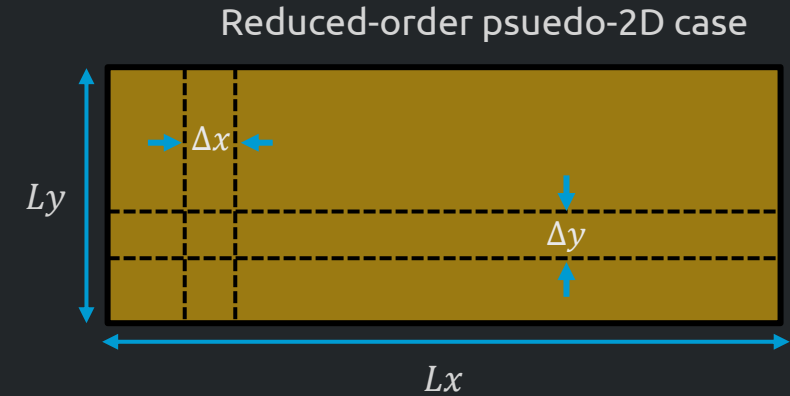 Reduced-order psuedo-2D case
Δx
Ly
Δy
Lx